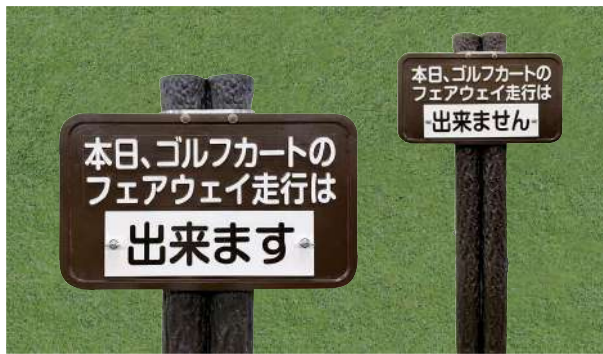 本日、ゴルフカートの
フェアウェイ走行は
出来ます
本日、ゴルフカートの
フェアウェイ走行は
出来ません